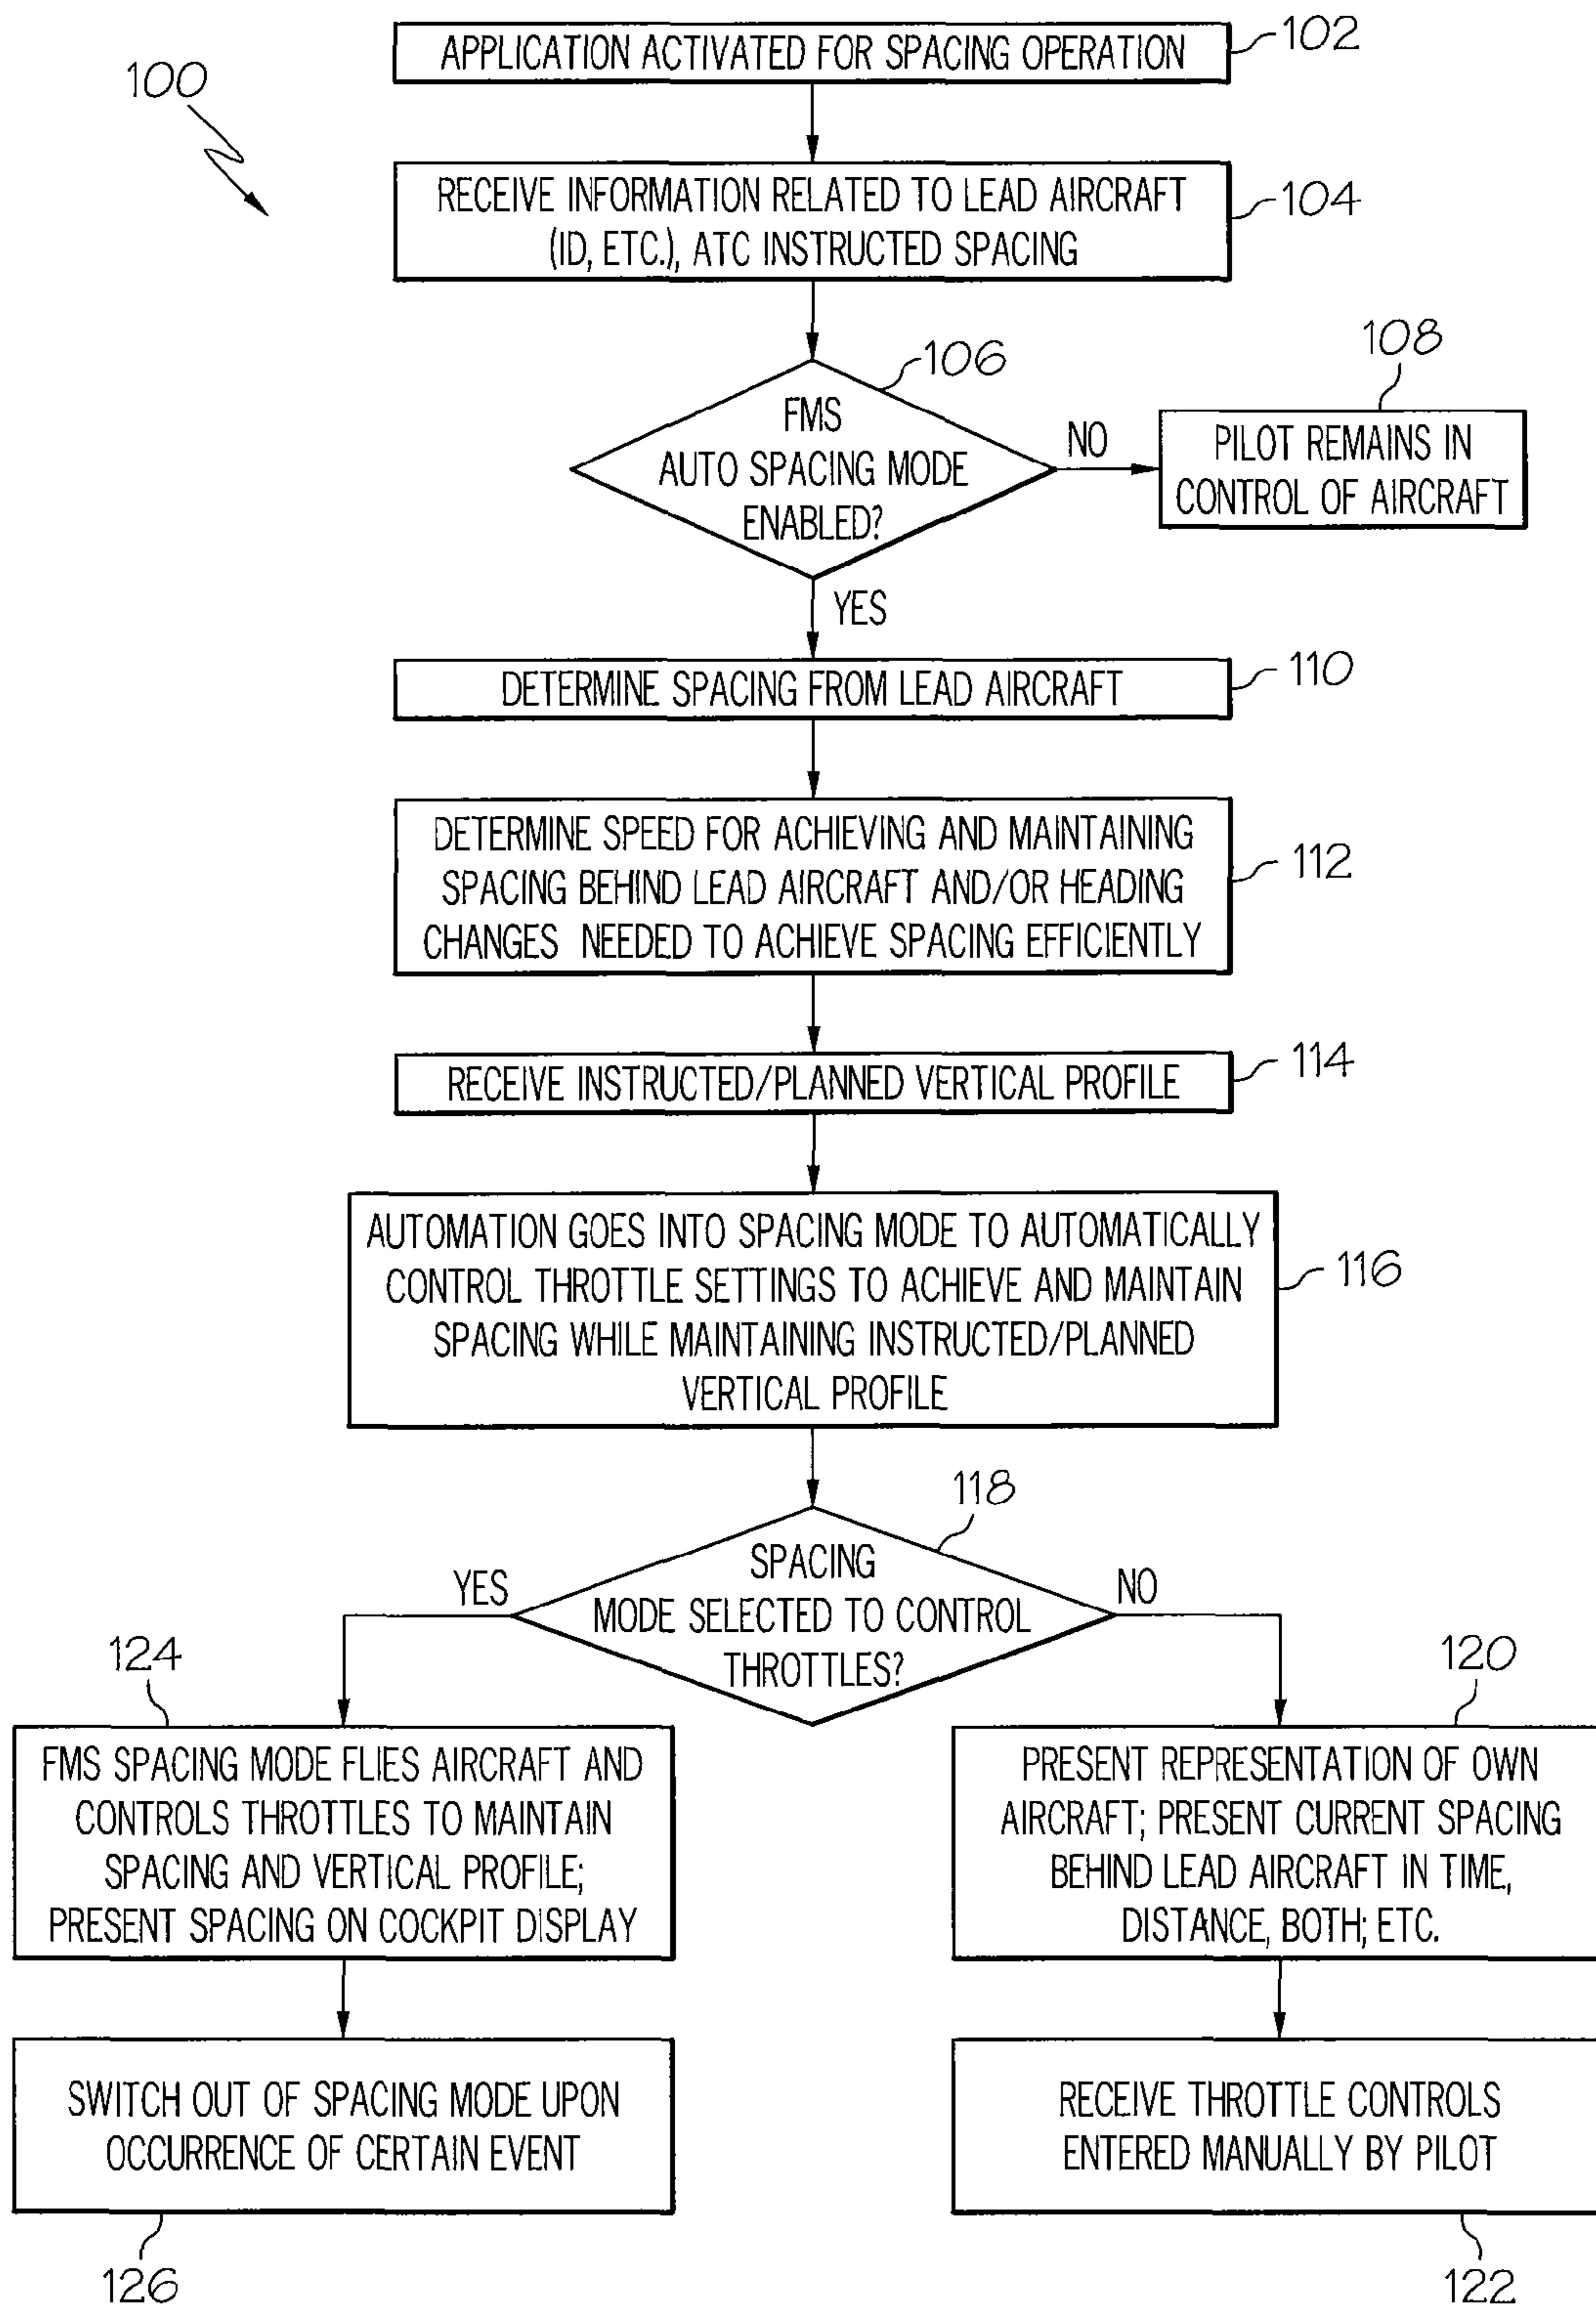 100
APPLICATION ACTIVATED FOR SPACING OPERATION
102
RECEIVE INFORMATION RELATED TO LEAD AIRCRAFT
(ID, ETC.), ATC INSTRUCTED SPACING
104
FMS
AUTO SPACING MODE
ENABLED?
106
NO
PILOT REMAINS IN
CONTROL OF AIRCRAFT
108
YES
DETERMINE SPACING FROM LEAD AIRCRAFT
110
DETERMINE SPEED FOR ACHIEVING AND MAINTAINING
SPACING BEHIND LEAD AIRCRAFT AND/OR HEADING
CHANGES NEEDED TO ACHIEVE SPACING EFFICIENTLY
112
RECEIVE INSTRUCTED/PLANNED VERTICAL PROFILE
114
AUTOMATION GOES INTO SPACING MODE TO AUTOMATICALLY
CONTROL THROTTLE SETTINGS TO ACHIEVE AND MAINTAIN
SPACING WHILE MAINTAINING INSTRUCTED/PLANNED
VERTICAL PROFILE
116
SPACING
MODE SELECTED TO CONTROL
THROTTLES?
118
YES
NO
124
FMS SPACING MODE FLIES AIRCRAFT AND
CONTROLS THROTTLES TO MAINTAIN
SPACING AND VERTICAL PROFILE;
PRESENT SPACING ON COCKPIT DISPLAY
120
PRESENT REPRESENTATION OF OWN
AIRCRAFT; PRESENT CURRENT SPACING
BEHIND LEAD AIRCRAFT IN TIME,
DISTANCE, BOTH; ETC.
SWITCH OUT OF SPACING MODE UPON
OCCURRENCE OF CERTAIN EVENT
126
RECEIVE THROTTLE CONTROLS
ENTERED MANUALLY BY PILOT
122